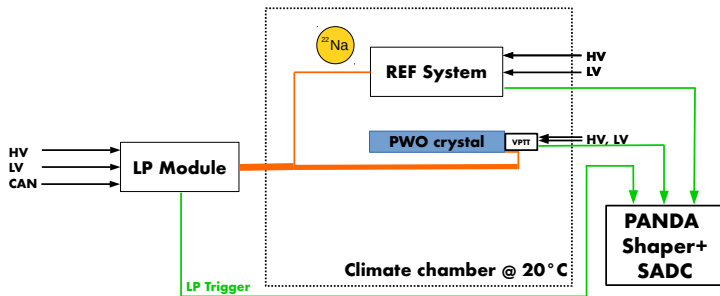 ²²Na
REF System
HV
LV
PWO crystal
VPTT
HV, LV
HV
LV
CAN
LP Module
PANDA
Shaper+
SADC
Climate chamber @ 20°C
LP Trigger